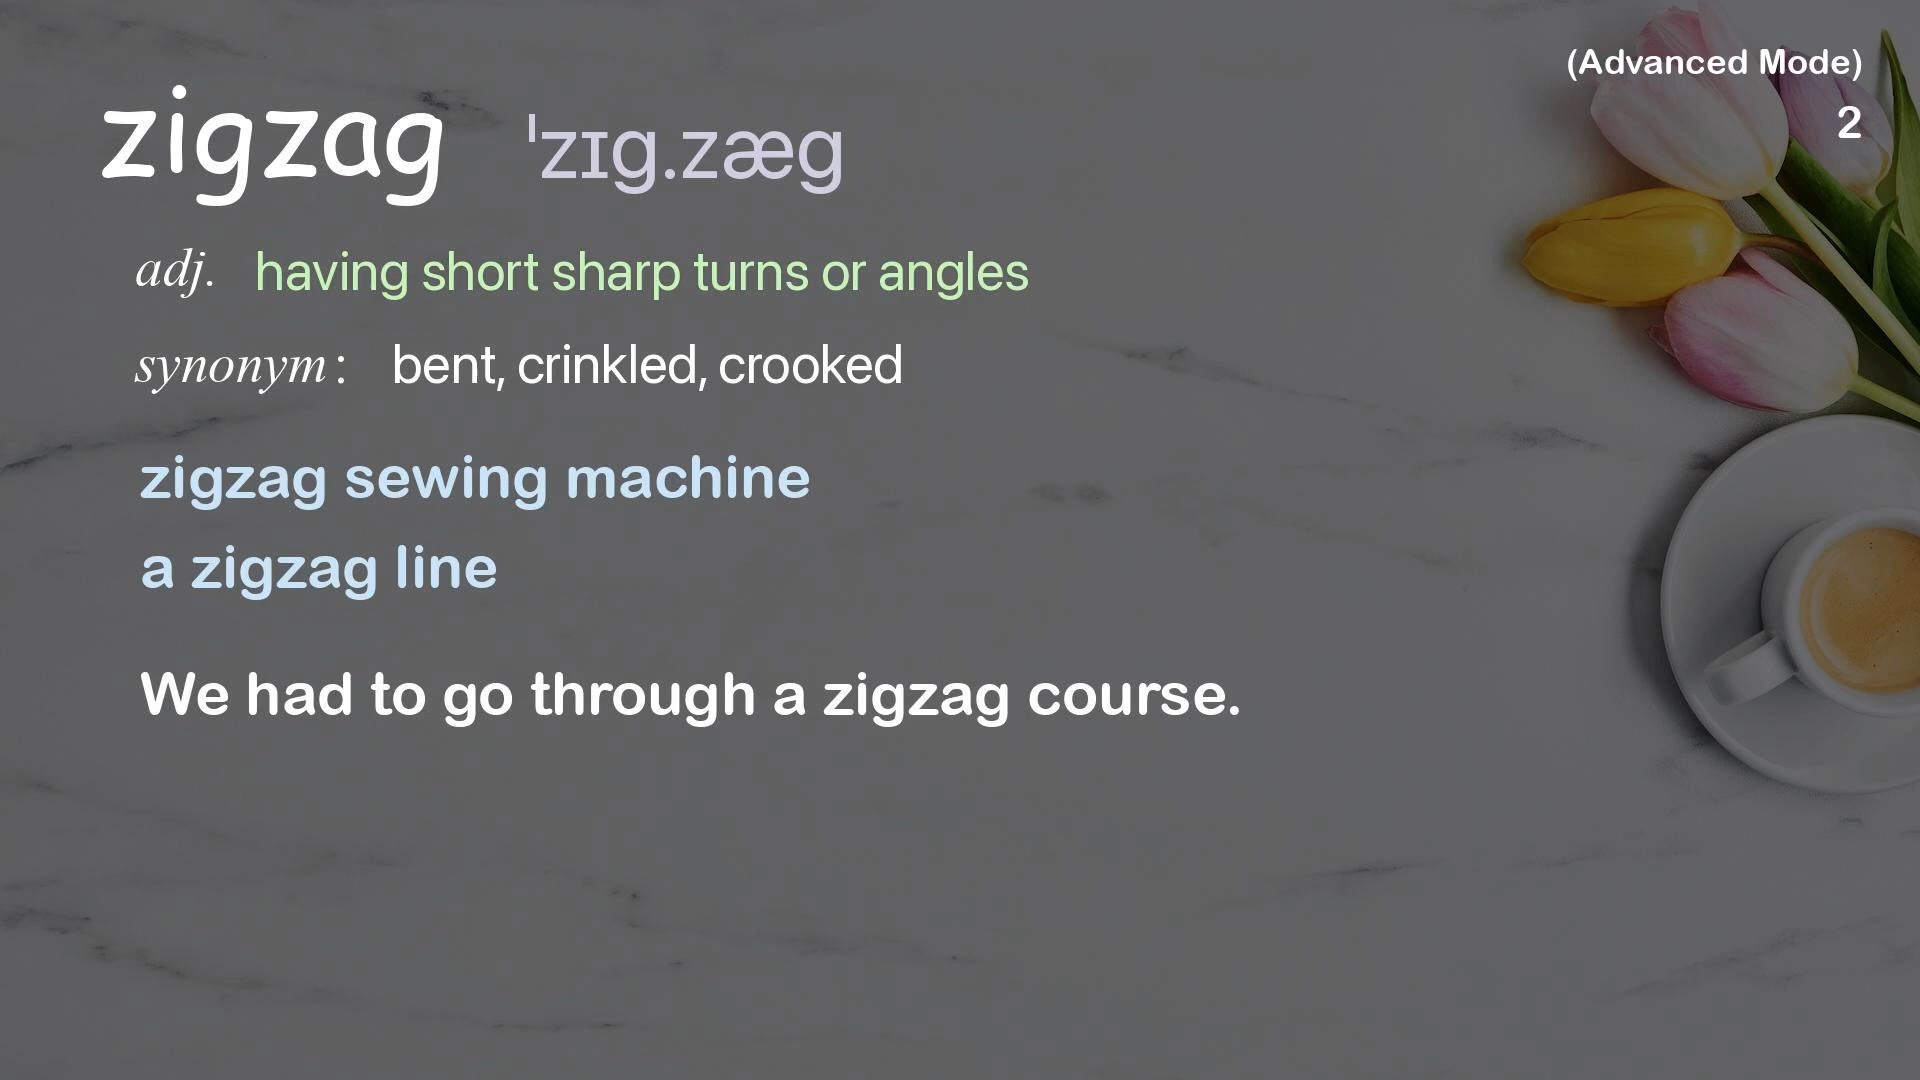 (Advanced Mode)
2
zigzag ˈzɪg.zæg
adj. having short sharp turns or angles
synonym: bent, crinkled, crooked
zigzag sewing machine
a zigzag line
We had to go through a zigzag course.